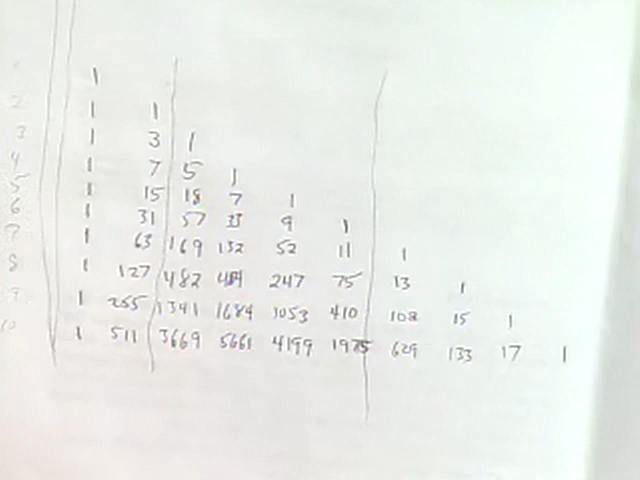 1
2 1 1
3 1 3 1
4 1 7 5 1
5 1 15 18 7 1
6 1 31 57 33 9 1
7 1 63 169 132 52 11 1
8 1 127 482 484 247 75 13 1
9 1 255 1341 1684 1053 410 108 15 1
10 1 511 3669 5661 4199 1975 629 133 17 1